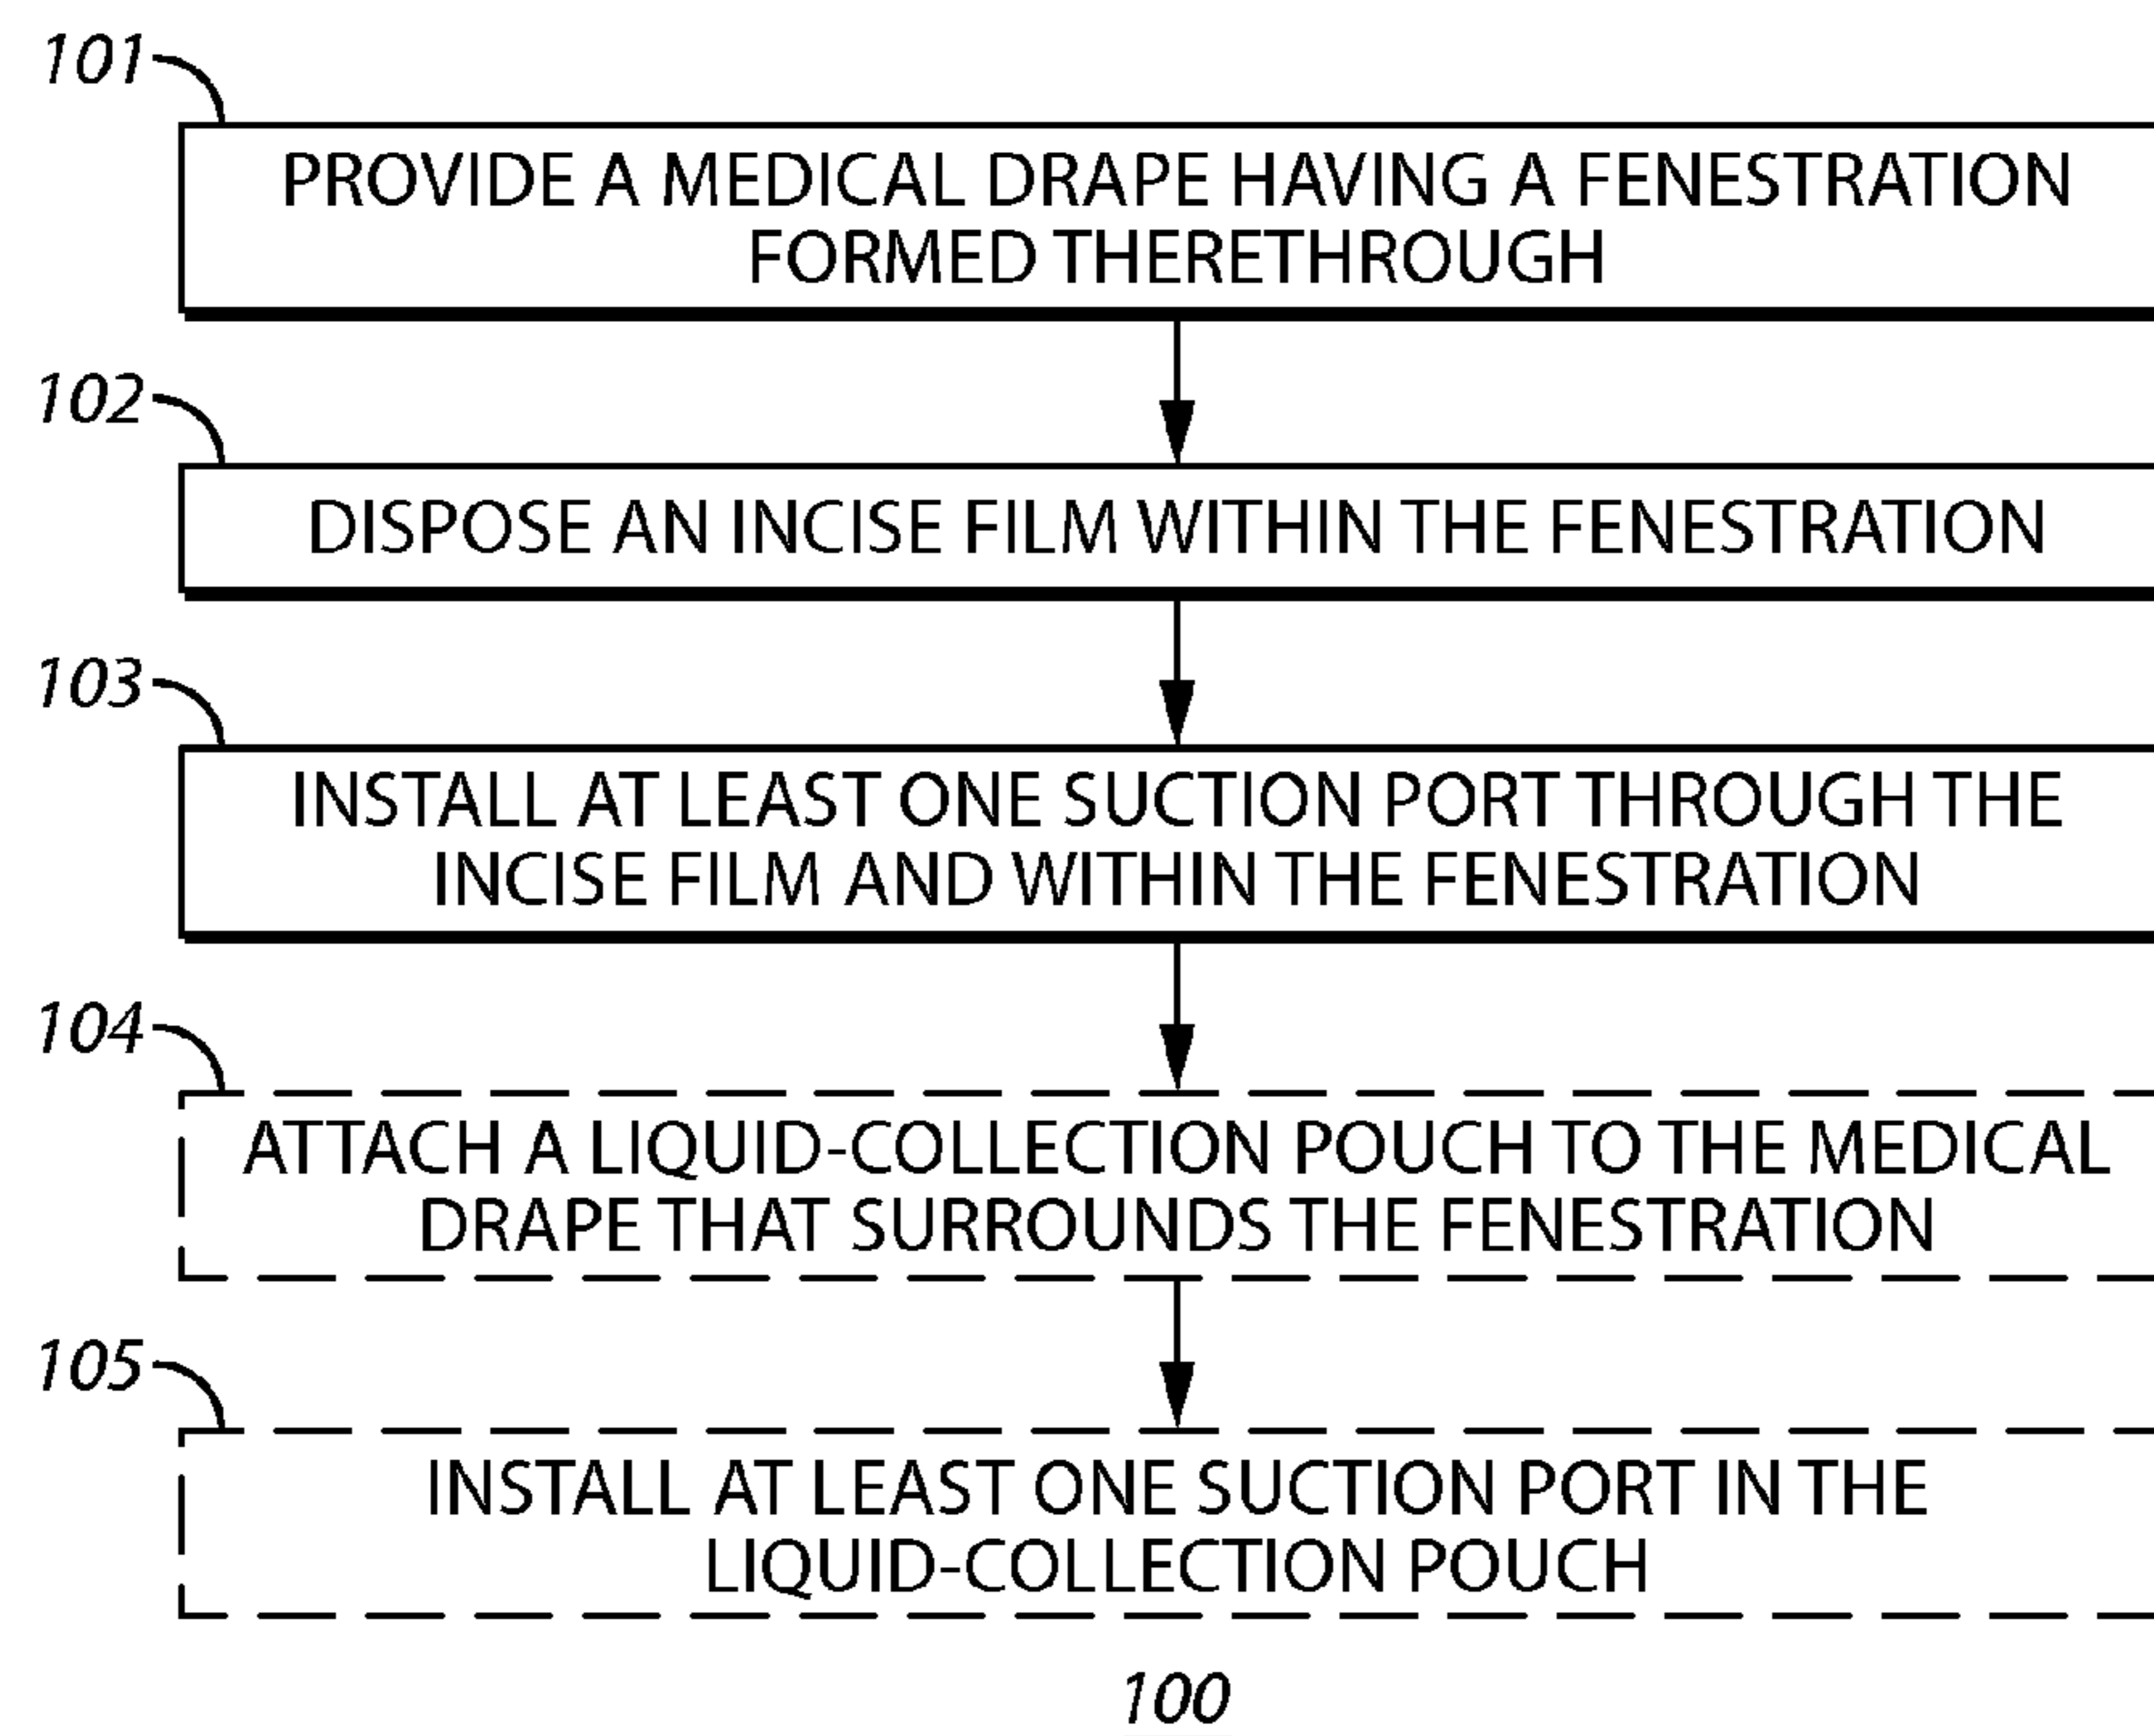 101
PROVIDE A MEDICAL DRAPE HAVING A FENESTRATION
FORMED THERETHROUGH
102
DISPOSE AN INCISE FILM WITHIN THE FENESTRATION
103
INSTALL AT LEAST ONE SUCTION PORT THROUGH THE
INCISE FILM AND WITHIN THE FENESTRATION
104
ATTACH A LIQUID-COLLECTION POUCH TO THE MEDICAL
DRAPE THAT SURROUNDS THE FENESTRATION
105
INSTALL AT LEAST ONE SUCTION PORT IN THE
LIQUID-COLLECTION POUCH
100